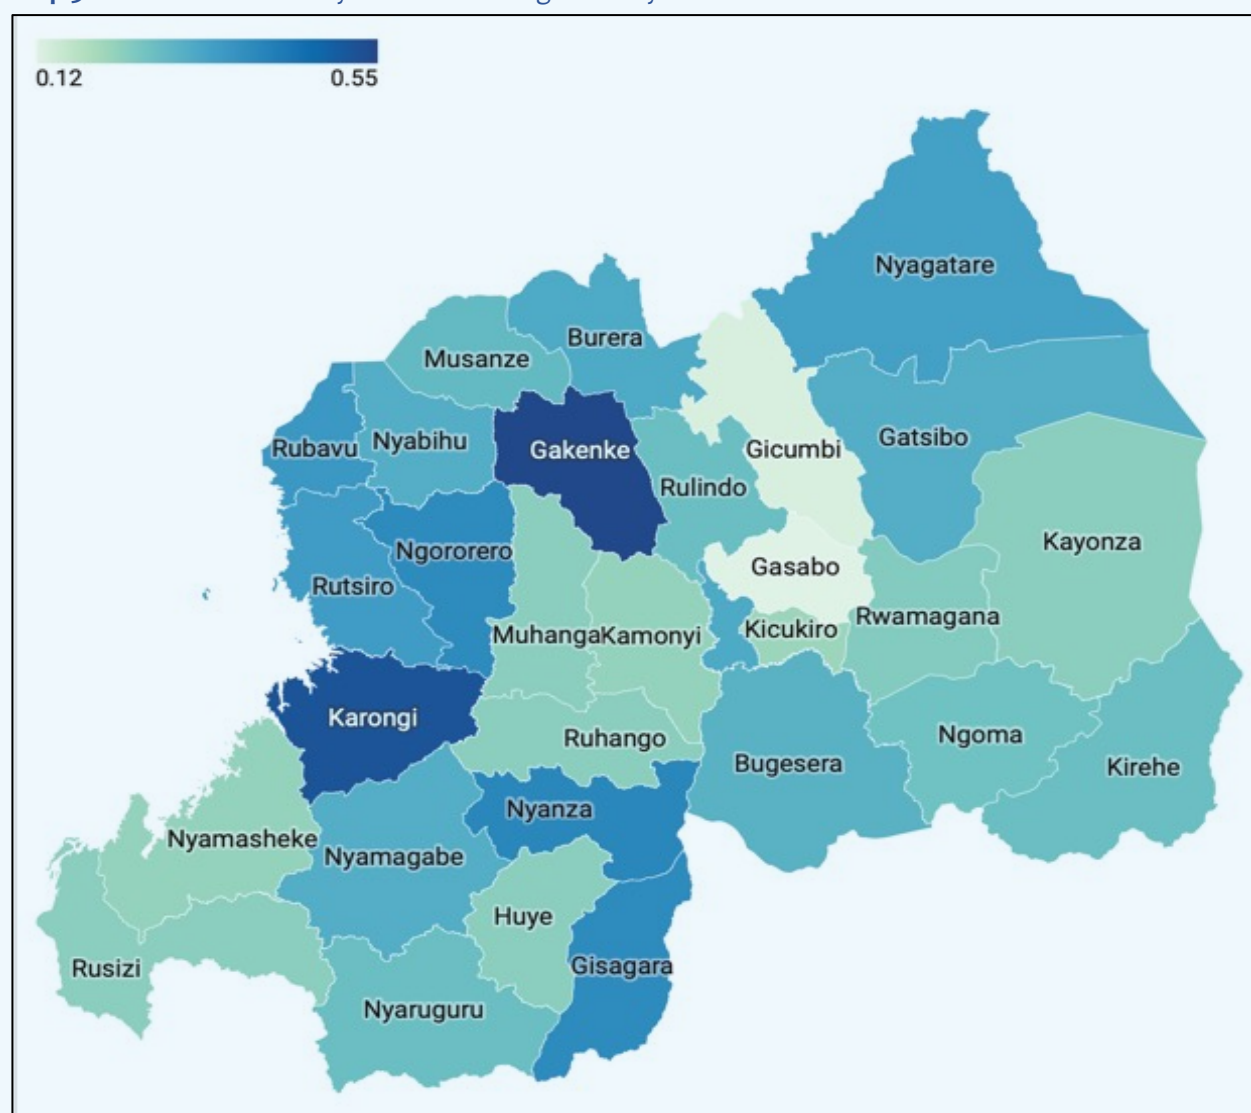 0.12 0.55
Nyagatare
Burera
Musanze
Rubavu
Nyabihu
Gakenke
Gicumbi
Gatsibo
Rulindo
Kayonza
Ngororero
Gasabo
Rutsiro
Rwamagana
Muhanga
Kamonyi
Kicukiro
Karongi
Ruhango
Ngoma
Bugesera
Kirehe
Nyanza
Nyamasheke
Nyamagabe
Huye
Rusizi
Gisagara
Nyaruguru